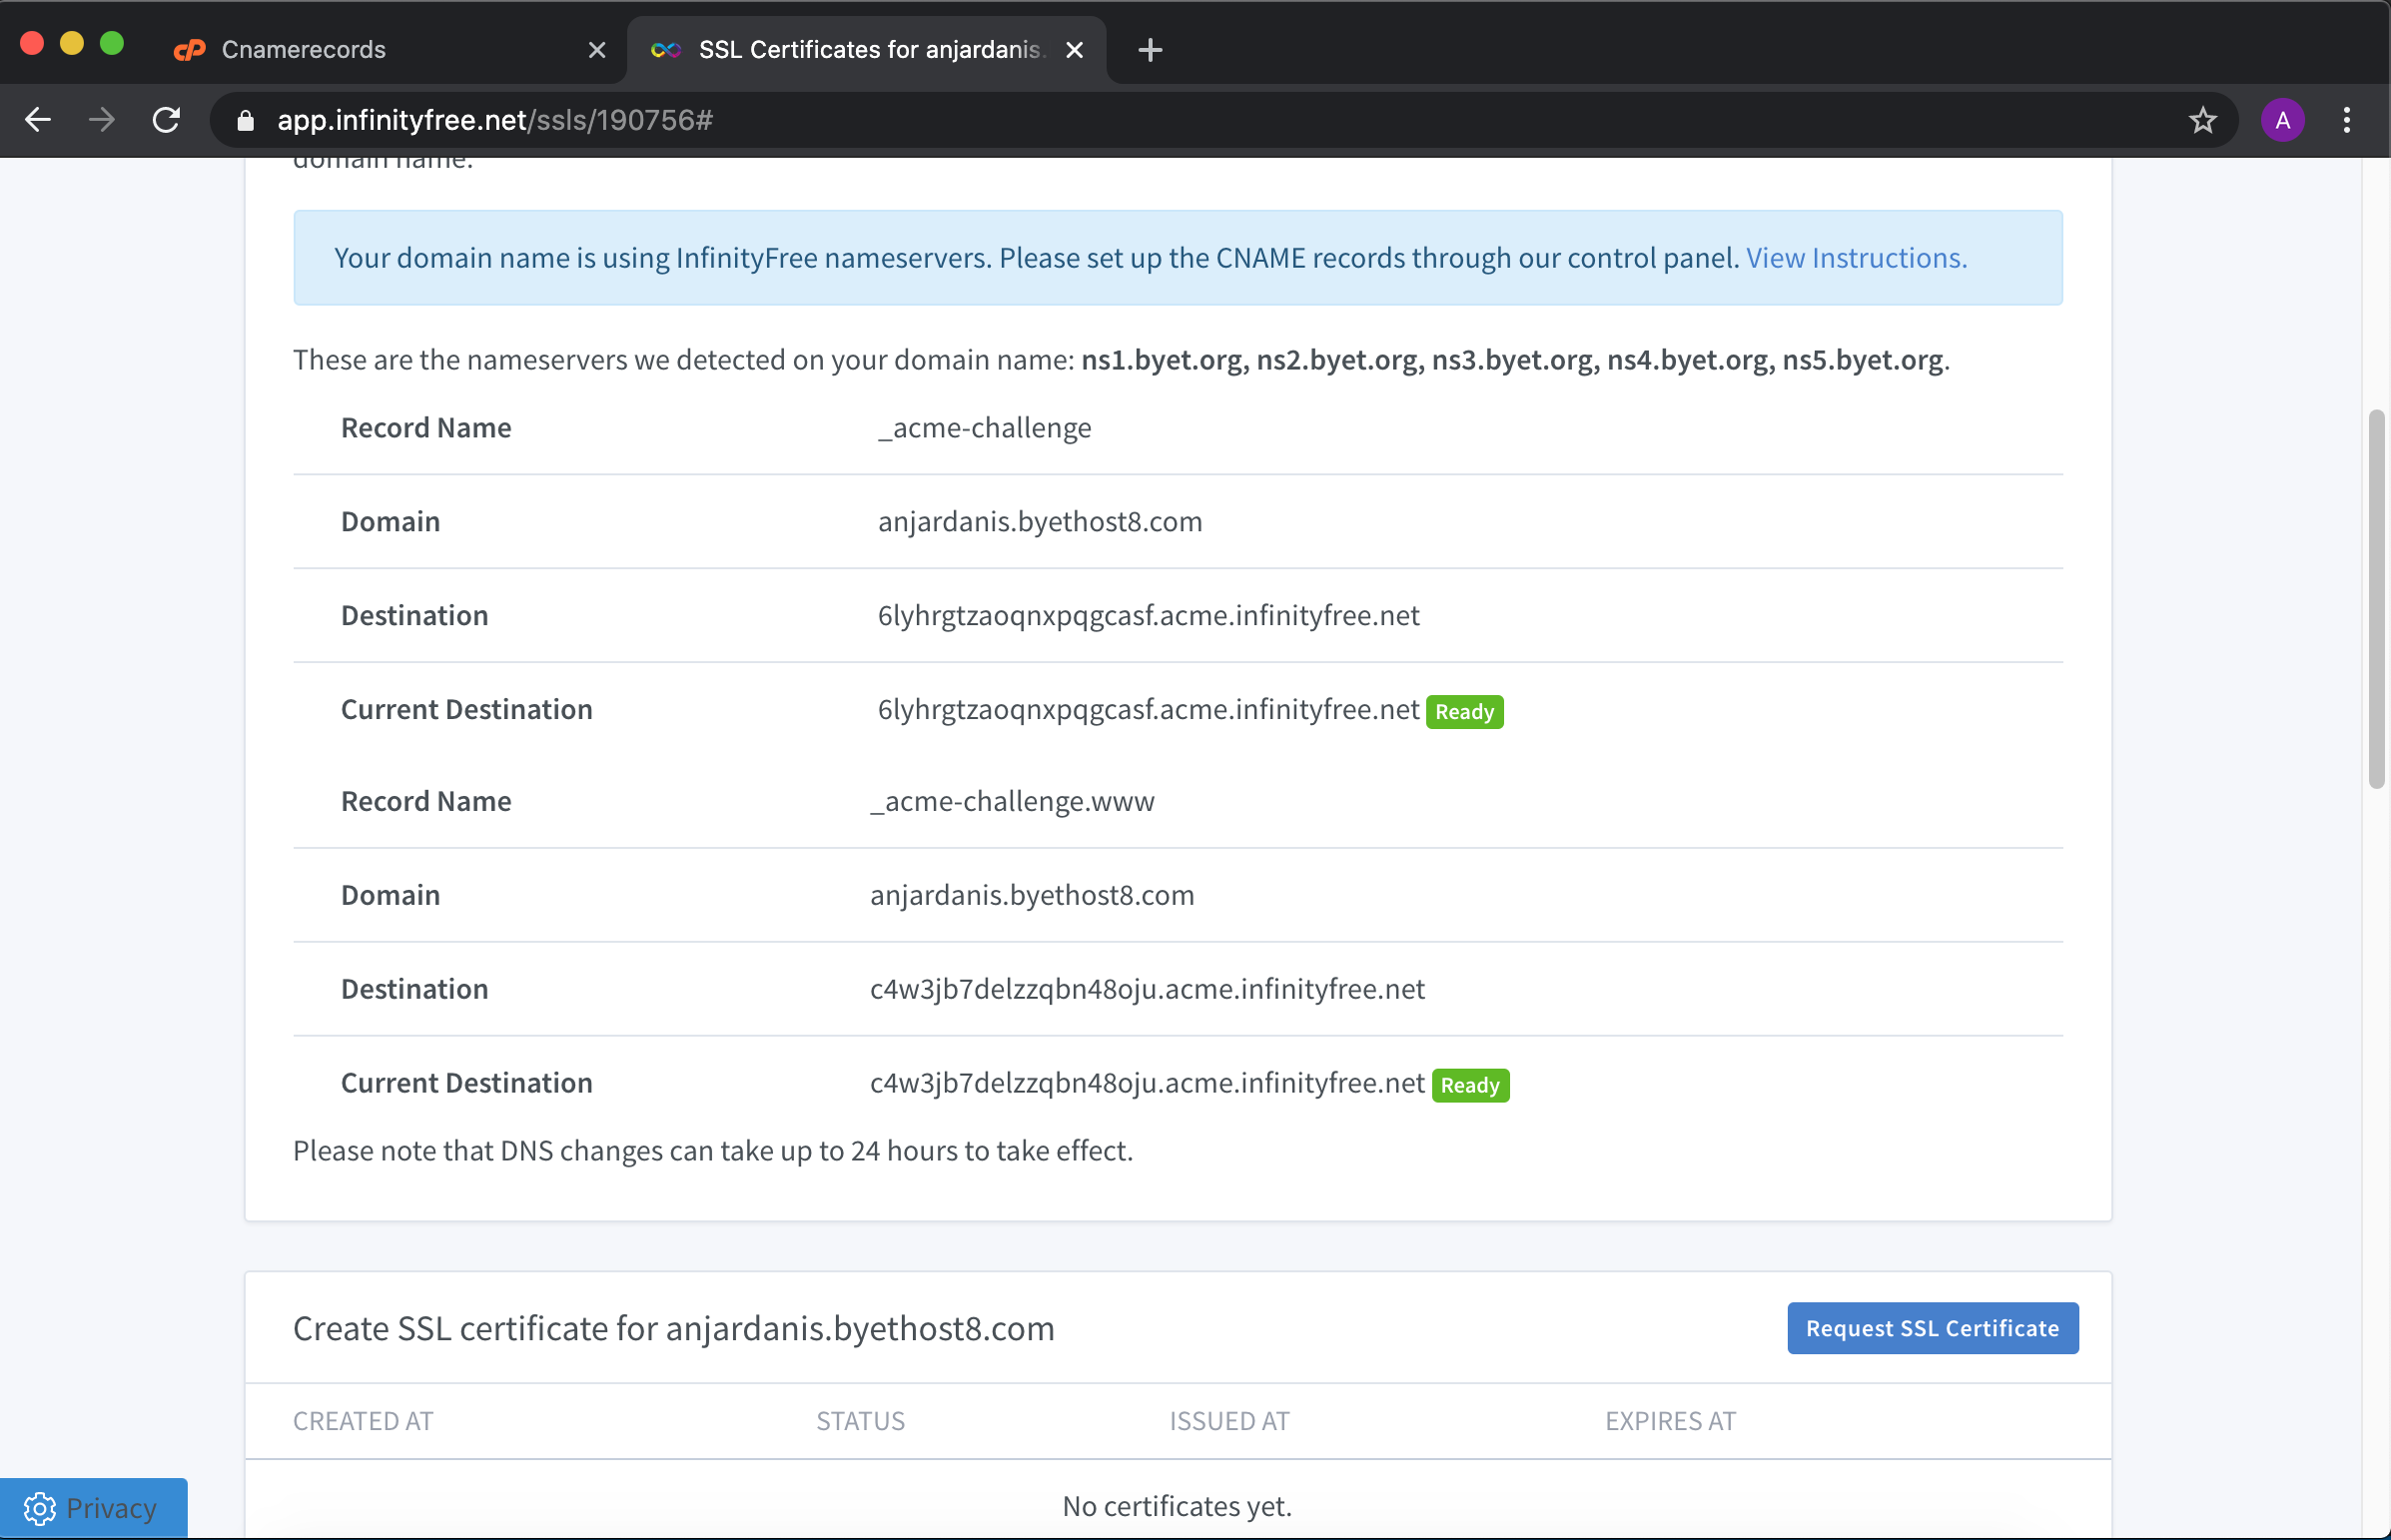 Cnamerecords
SSL Certificates for anjardanis.
app.infinityfree.net/ssls/190756#
A
domain name.
Your domain name is using InfinityFree nameservers. Please set up the CNAME records through our control panel. View Instructions.
These are the nameservers we detected on your domain name: ns1.byet.org, ns2.byet.org, ns3.byet.org, ns4.byet.org, ns5.byet.org.
Record Name _acme-challenge
Domain anjardanis.byethost8.com
Destination 6lyhrgtzaoqnxpqgcasf.acme.infinityfree.net
Current Destination 6lyhrgtzaoqnxpqgcasf.acme.infinityfree.net Ready
Record Name _acme-challenge.www
Domain anjardanis.byethost8.com
Destination c4w3jb7delzzqbn48oju.acme.infinityfree.net
Current Destination c4w3jb7delzzqbn48oju.acme.infinityfree.net Ready
Please note that DNS changes can take up to 24 hours to take effect.
Create SSL certificate for anjardanis.byethost8.com Request SSL Certificate
CREATED AT STATUS ISSUED AT EXPIRES AT
No certificates yet.
Privacy